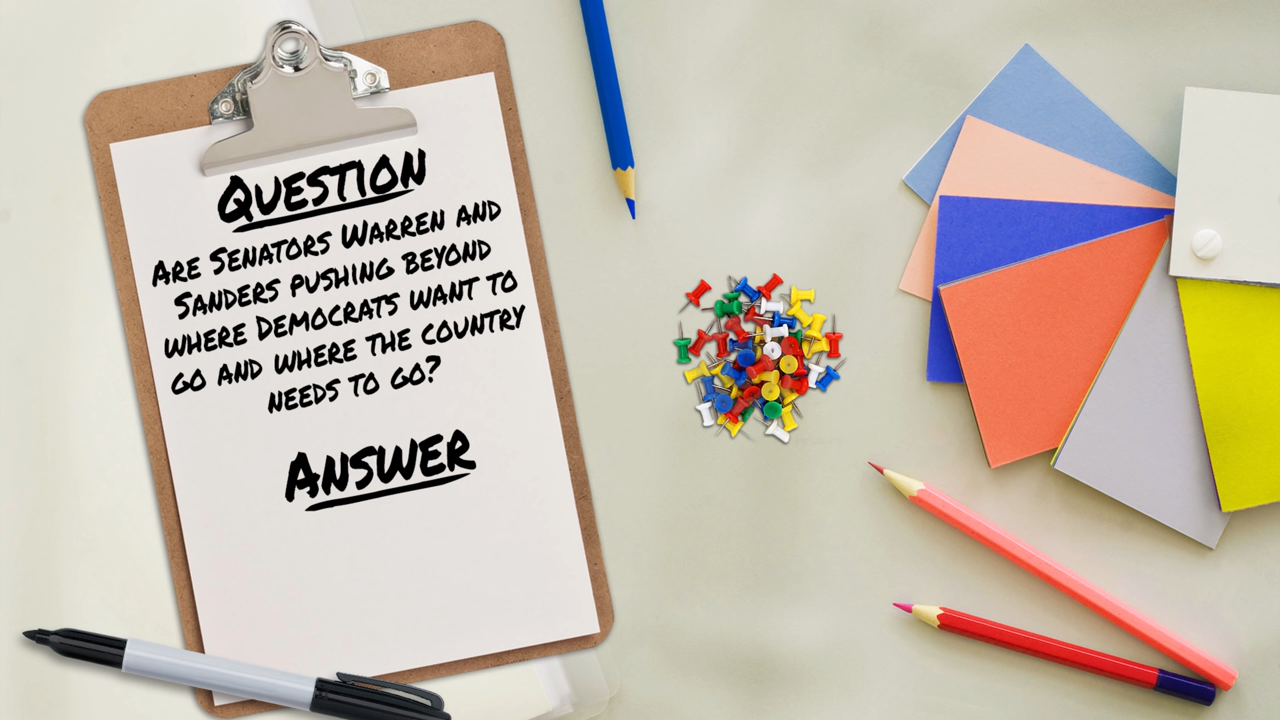 QUESTION
ARE SENATORS WARREN AND
SANDERS PUSHING BEYOND
WHERE DEMOCRATS WANT TO
GO AND WHERE THE COUNTRY
NEEDS TO GO?
ANSWER